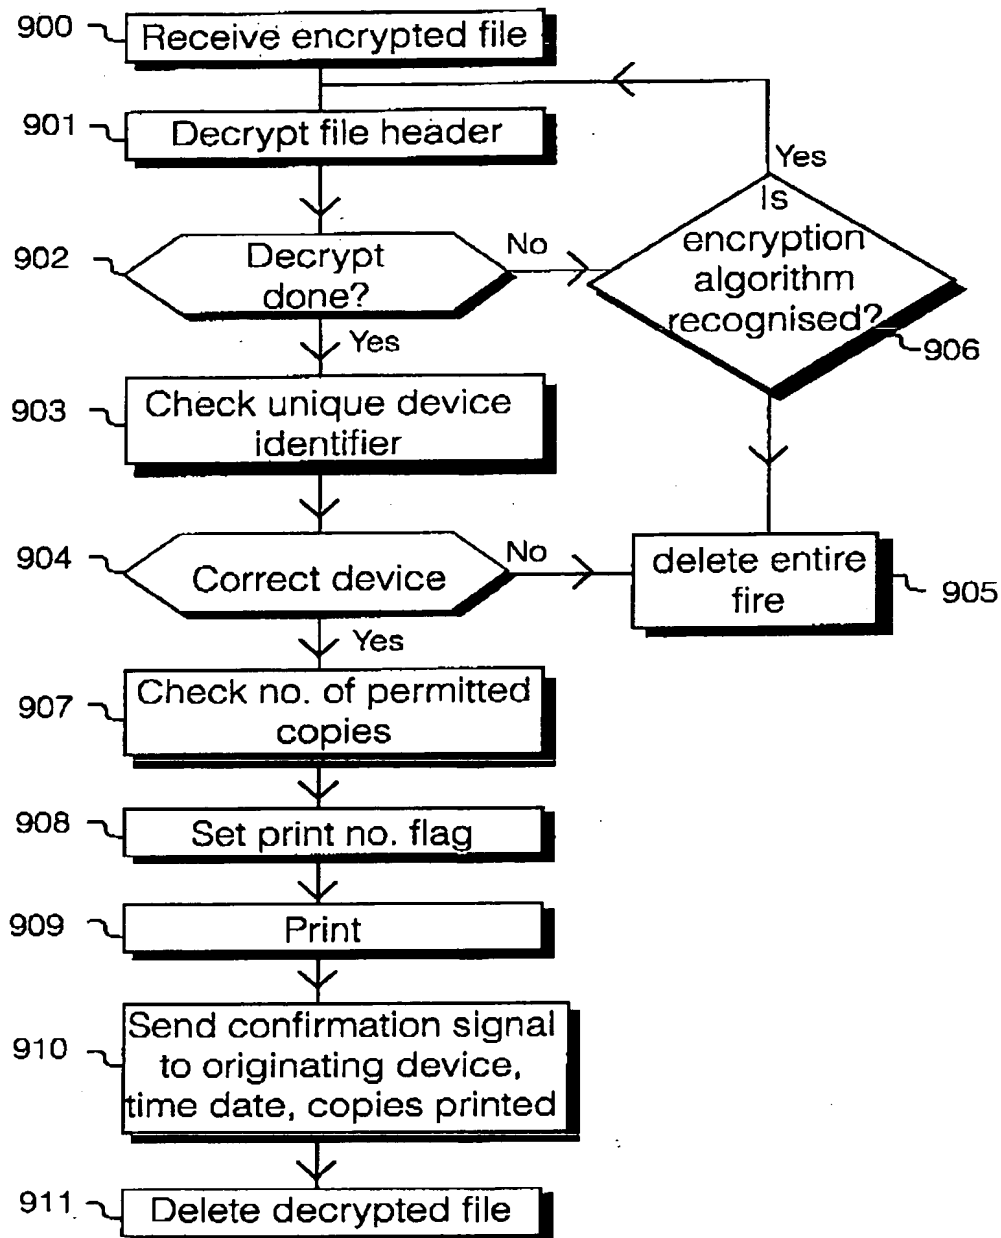 900
Receive encrypted file
901
Decrypt file header
Yes
902
Decrypt
done?
No
Is
encryption
algorithm
recognised?
906
Yes
903
Check unique device
identifier
904
Correct device
No
delete entire
fire
905
Yes
907
Check no. of permitted
copies
908
Set print no. flag
909
Print
910
Send confirmation signal
to originating device,
time date, copies printed
911
Delete decrypted file